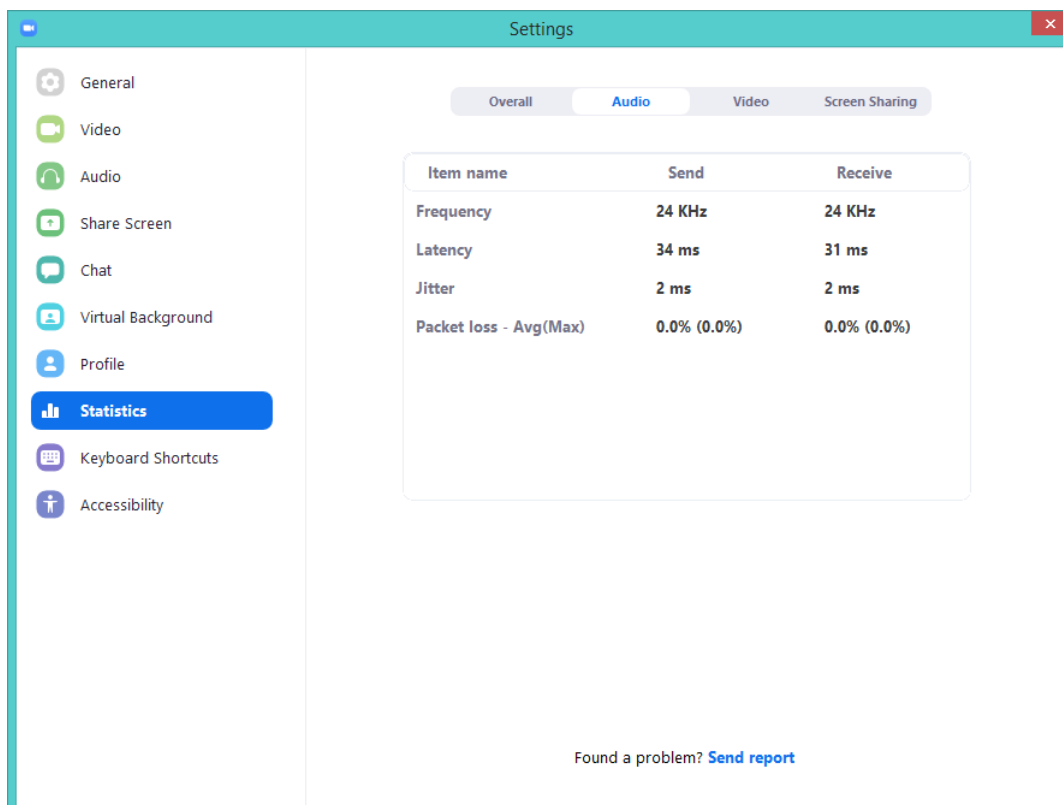 Settings
General
Video
Audio
Share Screen
Chat
Virtual Background
Profile
Statistics
Keyboard Shortcuts
Accessibility
Overall Audio Video Screen Sharing
Item name Send Receive
Frequency 24 KHz 24 KHz
Latency 34 ms 31 ms
Jitter 2 ms 2 ms
Packet loss - Avg(Max) 0.0% (0.0%) 0.0% (0.0%)
Found a problem? Send report